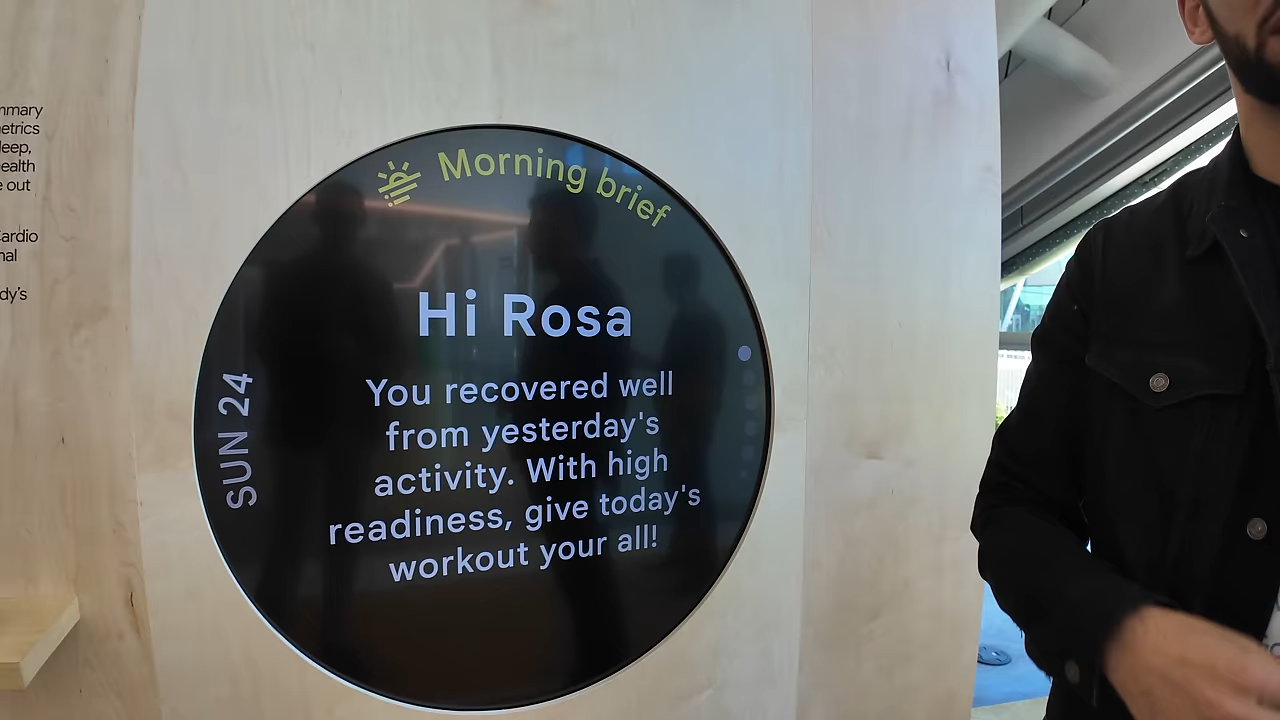 Morning brief
Hi Rosa
You recovered well
from yesterday's
activity. With high
readiness, give today's
workout your all!
SUN 24
out